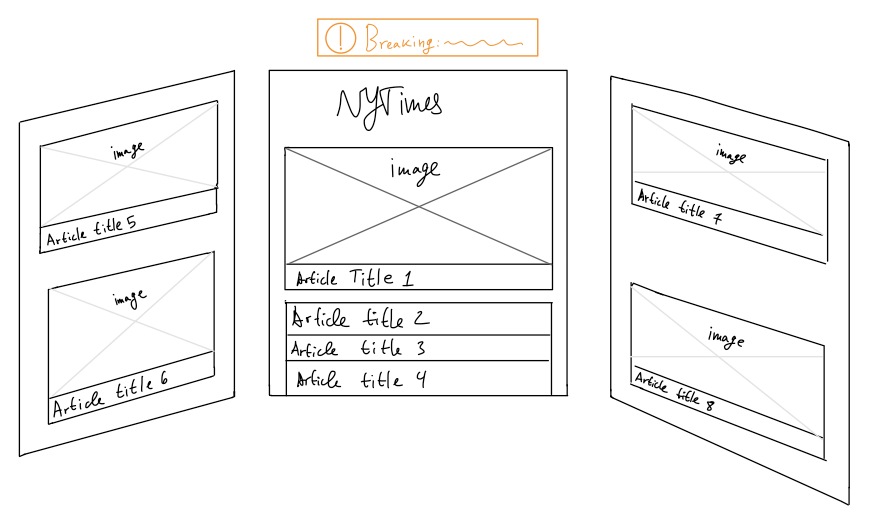 ! Breaking:
image
Article title 5
image
Article title 6
NYTimes
image
Article Title 1
Article title 2
Article title 3
Article title 4
image
Article title 7
image
Article title 8